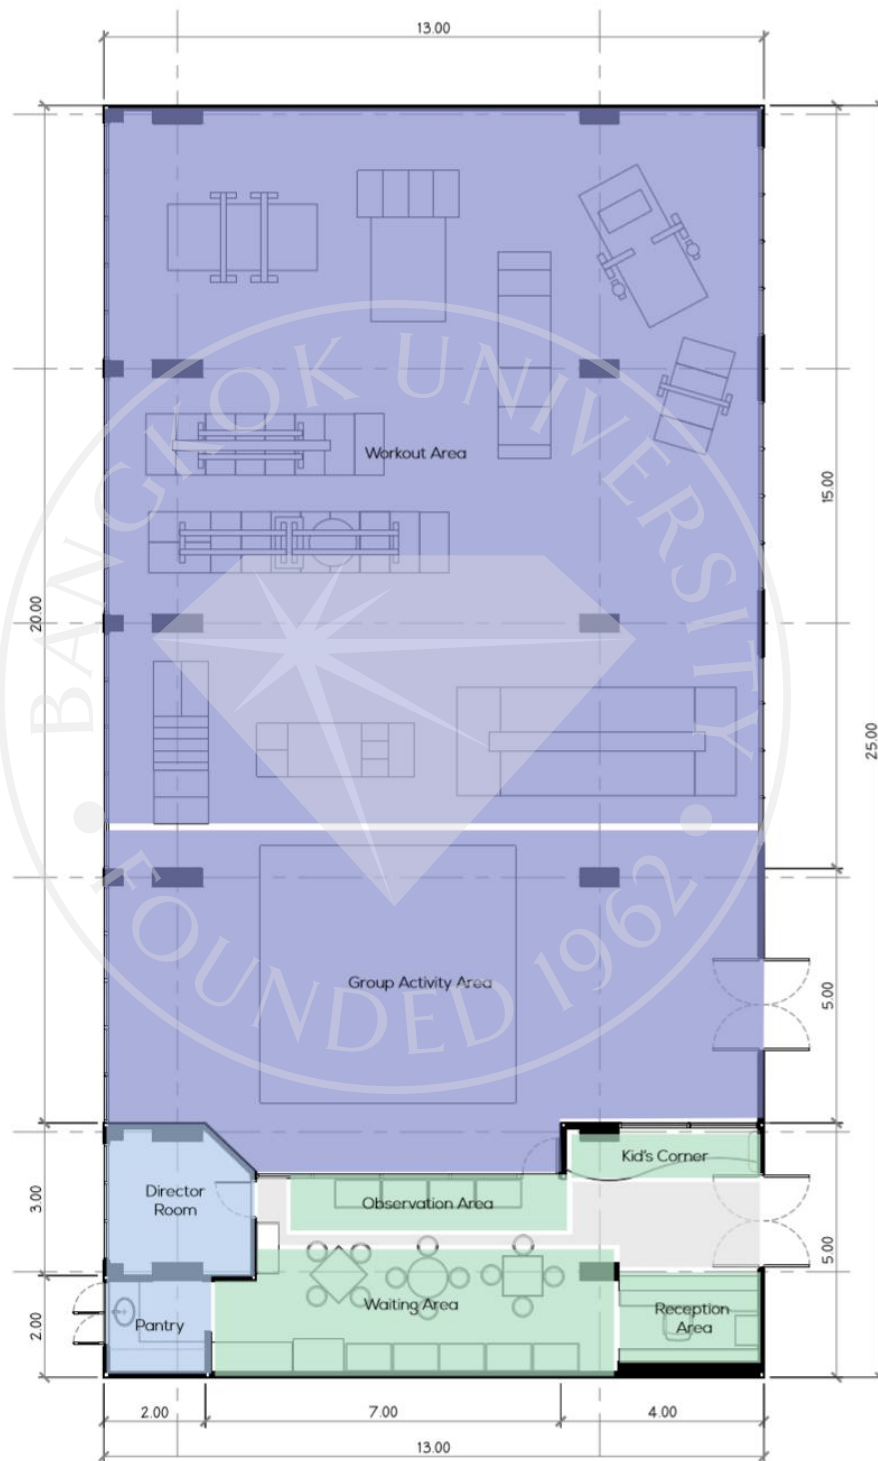 13.00
Workout Area
15.00
20.00
25.00
BANGKOK UNIVERSITY
FOUNDED 1962
Group Activity Area
5.00
Kid's Corner
Director
Room
Observation Area
3.00
5.00
Waiting Area
Reception
Area
Pantry
2.00
2.00
7.00
4.00
13.00